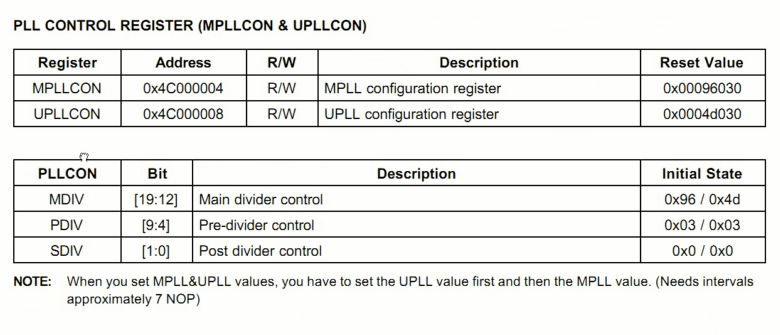 PLL CONTROL REGISTER (MPLLCON & UPLLCON)
Register Address R/W Description Reset Value
MPLLCON 0x4C000004 R/W MPLL configuration register 0x00096030
UPLLCON 0x4C000008 R/W UPLL configuration register 0x0004d030
PLLCON Bit Description Initial State
MDIV [19:12] Main divider control 0x96 / 0x4d
PDIV [9:4] Pre-divider control 0x03 / 0x03
SDIV [1:0] Post divider control 0x0 / 0x0
NOTE: When you set MPLL&UPLL values, you have to set the UPLL value first and then the MPLL value. (Needs intervals
approximately 7 NOP)